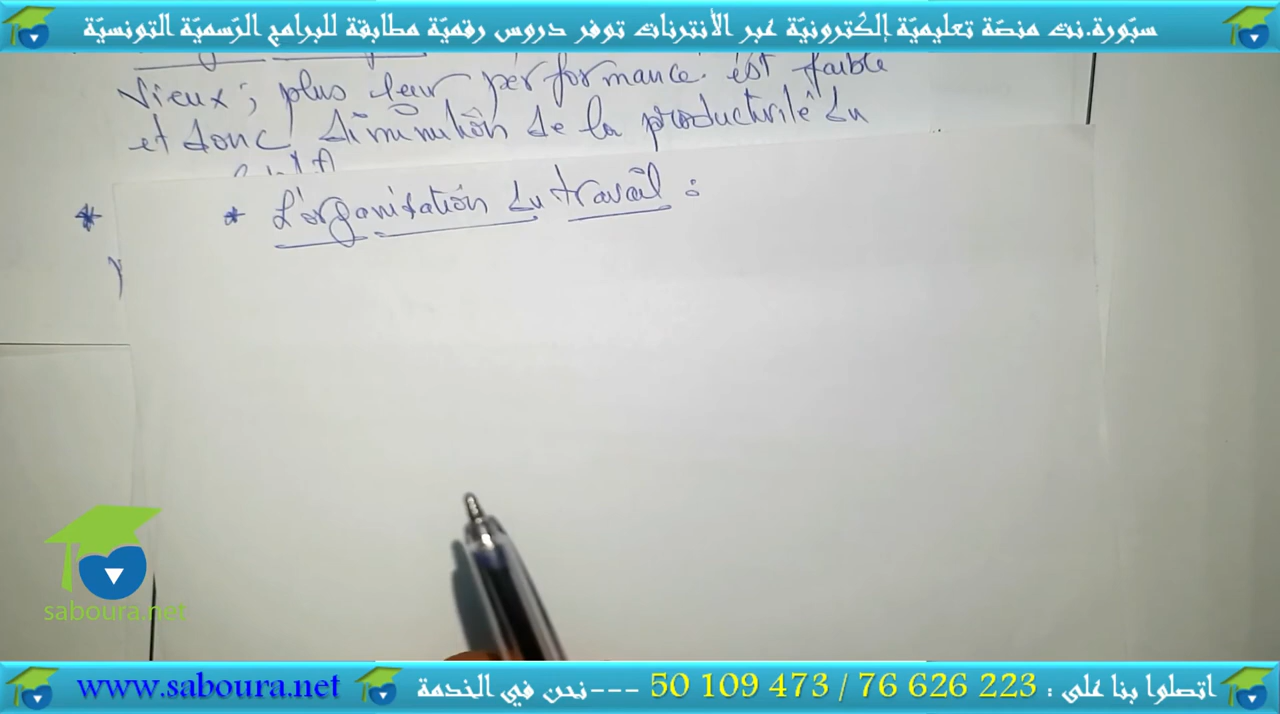 سبّورة.نت منصّة تعليميّة إلكترونيّة عبر الأنترنات توفر دروس رقميّة مطابقة للبرامج الرّسميّة التونسيّة
vieux ; plus leur performance est faible
et donc diminution de la productivité du
* L'organisation du travail :
saboura.net
www.saboura.net اتصلوا بنا على : 50 109 473 / 76 626 223 ---نحن في الخدمة